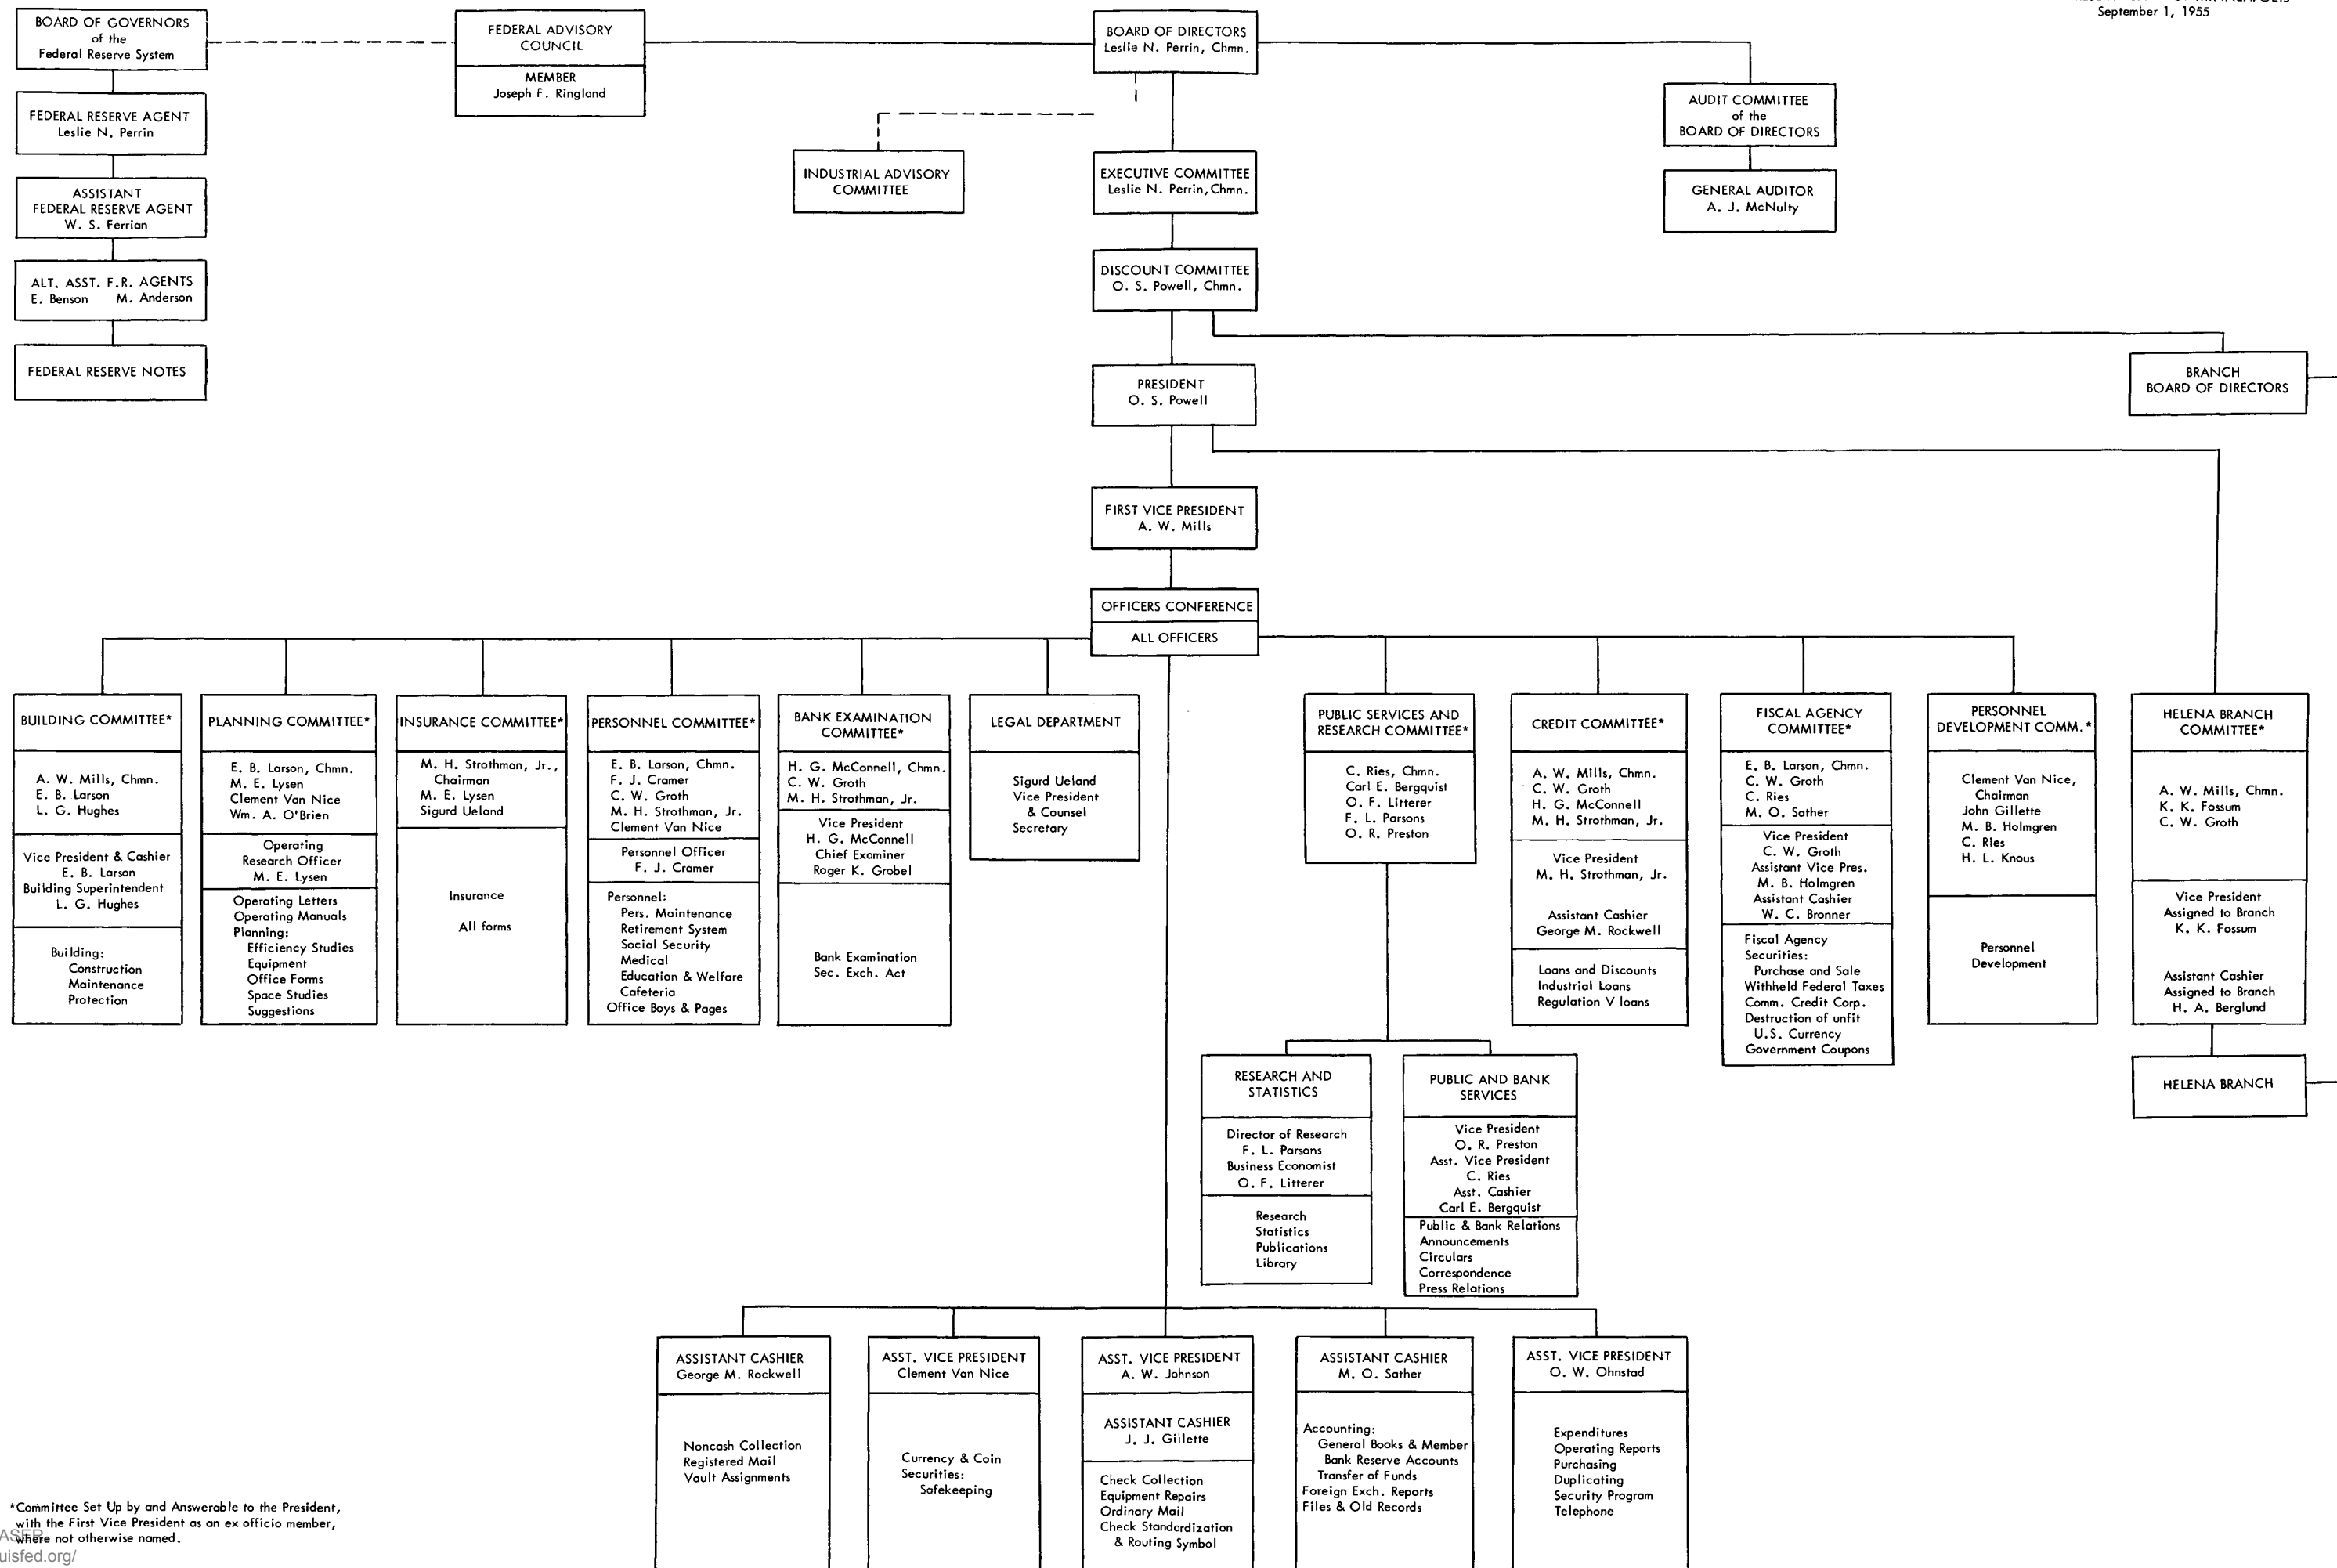 September 1, 1955
BOARD OF GOVERNORS
of the
Federal Reserve System
FEDERAL ADVISORY
COUNCIL
MEMBER
Joseph F. Ringland
BOARD OF DIRECTORS
Leslie N. Perrin, Chmn.
FEDERAL RESERVE AGENT
Leslie N. Perrin
AUDIT COMMITTEE
of the
BOARD OF DIRECTORS
ASSISTANT
FEDERAL RESERVE AGENT
W. S. Ferrian
INDUSTRIAL ADVISORY
COMMITTEE
EXECUTIVE COMMITTEE
Leslie N. Perrin, Chmn.
GENERAL AUDITOR
A. J. McNulty
ALT. ASST. F.R. AGENTS
E. Benson M. Anderson
DISCOUNT COMMITTEE
O. S. Powell, Chmn.
FEDERAL RESERVE NOTES
PRESIDENT
O. S. Powell
BRANCH
BOARD OF DIRECTORS
FIRST VICE PRESIDENT
A. W. Mills
OFFICERS CONFERENCE
ALL OFFICERS
BUILDING COMMITTEE*
A. W. Mills, Chmn.
E. B. Larson
L. G. Hughes
Vice President & Cashier
E. B. Larson
Building Superintendent
L. G. Hughes
Building:
Construction
Maintenance
Protection
PLANNING COMMITTEE*
E. B. Larson, Chmn.
M. E. Lysen
Clement Van Nice
Wm. A. O'Brien
Operating
Research Officer
M. E. Lysen
Operating Letters
Operating Manuals
Planning:
Efficiency Studies
Equipment
Office Forms
Space Studies
Suggestions
INSURANCE COMMITTEE*
M. H. Strothman, Jr.,
Chairman
M. E. Lysen
Sigurd Ueland
Insurance
All forms
PERSONNEL COMMITTEE*
E. B. Larson, Chmn.
F. J. Cramer
C. W. Groth
M. H. Strothman, Jr.
Clement Van Nice
Personnel Officer
F. J. Cramer
Personnel:
Pers. Maintenance
Retirement System
Social Security
Medical
Education & Welfare
Cafeteria
Office Boys & Pages
BANK EXAMINATION
COMMITTEE*
H. G. McConnell, Chmn.
C. W. Groth
M. H. Strothman, Jr.
Vice President
H. G. McConnell
Chief Examiner
Roger K. Grobel
Bank Examination
Sec. Exch. Act
LEGAL DEPARTMENT
Sigurd Ueland
Vice President
& Counsel
Secretary
PUBLIC SERVICES AND
RESEARCH COMMITTEE*
C. Ries, Chmn.
Carl E. Bergquist
O. F. Litterer
F. L. Parsons
O. R. Preston
CREDIT COMMITTEE*
A. W. Mills, Chmn.
C. W. Groth
H. G. McConnell
M. H. Strothman, Jr.
Vice President
M. H. Strothman, Jr.
Assistant Cashier
George M. Rockwell
Loans and Discounts
Industrial Loans
Regulation V loans
FISCAL AGENCY
COMMITTEE*
E. B. Larson, Chmn.
C. W. Groth
C. Ries
M. O. Sather
Vice President
C. W. Groth
Assistant Vice Pres.
M. B. Holmgren
Assistant Cashier
W. C. Bronner
Fiscal Agency
Securities:
Purchase and Sale
Withheld Federal Taxes
Comm. Credit Corp.
Destruction of unfit
U.S. Currency
Government Coupons
PERSONNEL
DEVELOPMENT COMM.*
Clement Van Nice,
Chairman
John Gillette
M. B. Holmgren
C. Ries
H. L. Knous
Personnel
Development
HELENA BRANCH
COMMITTEE*
A. W. Mills, Chmn.
K. K. Fossum
C. W. Groth
Vice President
Assigned to Branch
K. K. Fossum
Assistant Cashier
Assigned to Branch
H. A. Berglund
HELENA BRANCH
RESEARCH AND
STATISTICS
Director of Research
F. L. Parsons
Business Economist
O. F. Litterer
Research
Statistics
Publications
Library
PUBLIC AND BANK
SERVICES
Vice President
O. R. Preston
Asst. Vice President
C. Ries
Asst. Cashier
Carl E. Bergquist
Public & Bank Relations
Announcements
Circulars
Correspondence
Press Relations
ASSISTANT CASHIER
George M. Rockwell
Noncash Collection
Registered Mail
Vault Assignments
ASST. VICE PRESIDENT
Clement Van Nice
Currency & Coin
Securities:
Safekeeping
ASST. VICE PRESIDENT
A. W. Johnson
ASSISTANT CASHIER
J. J. Gillette
Check Collection
Equipment Repairs
Ordinary Mail
Check Standardization
& Routing Symbol
ASSISTANT CASHIER
M. O. Sather
Accounting:
General Books & Member
Bank Reserve Accounts
Transfer of Funds
Foreign Exch. Reports
Files & Old Records
ASST. VICE PRESIDENT
O. W. Ohnstad
Expenditures
Operating Reports
Purchasing
Duplicating
Security Program
Telephone
*Committee Set Up by and Answerable to the President,
with the First Vice President as an ex officio member,
where not otherwise named.
uisfed.org/